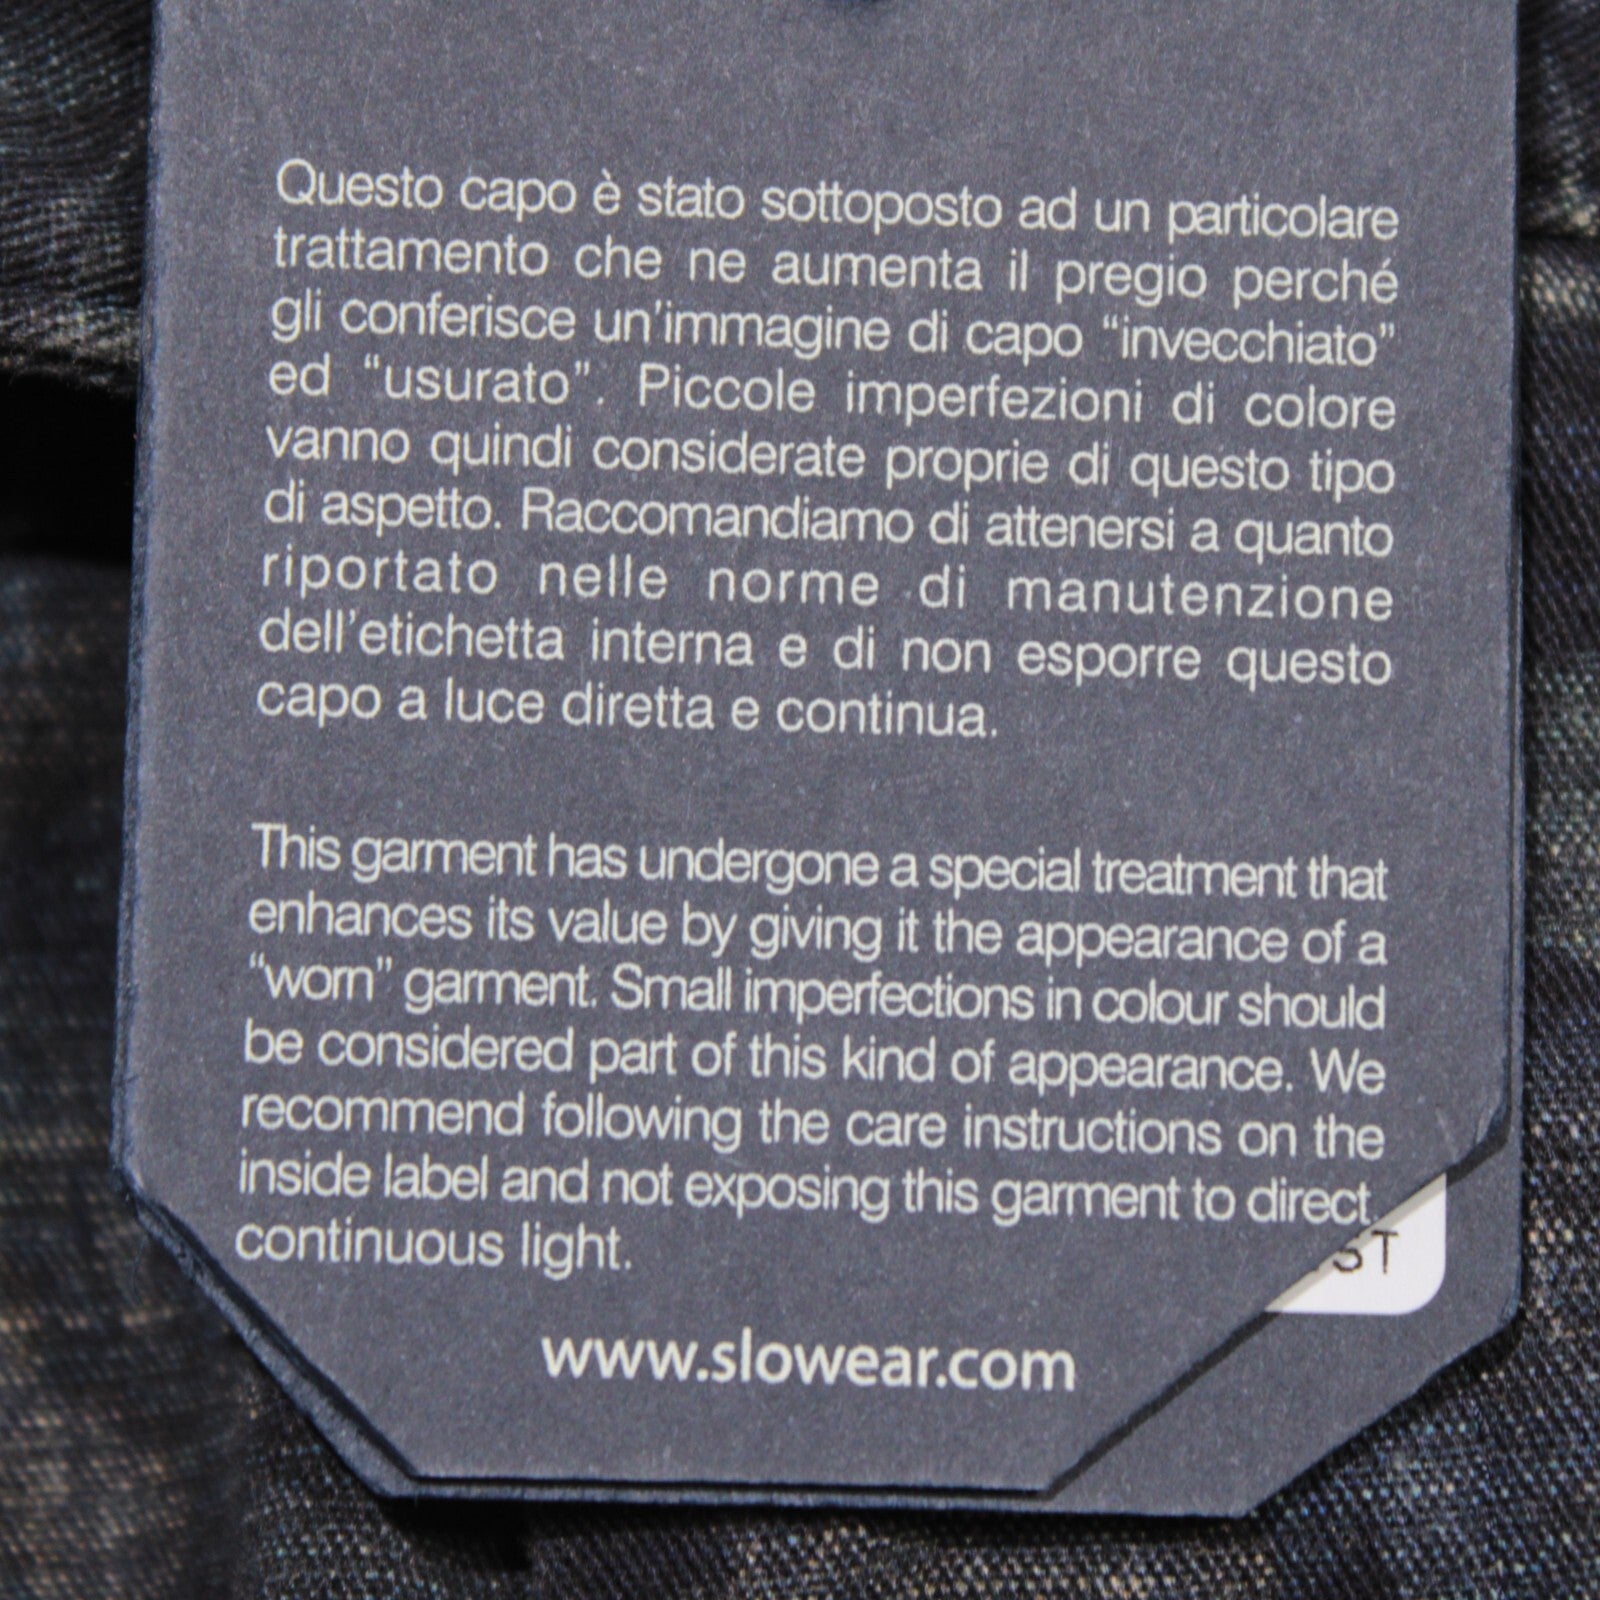 Questo capo è stato sottoposto ad un particolare
trattamento che ne aumenta il pregio perché
gli conferisce un'immagine di capo “invecchiato”
ed “usurato”. Piccole imperfezioni di colore
vanno quindi considerate proprie di questo tipo
di aspetto. Raccomandiamo di attenersi a quanto
riportato nelle norme di manutenzione
dell'etichetta interna e di non esporre questo
capo a luce diretta e continua.
This garment has undergone a special treatment that
enhances its value by giving it the appearance of a
“worn” garment. Small imperfections in colour should
be considered part of this kind of appearance. We
recommend following the care instructions on the
inside label and not exposing this garment to direct,
continuous light.
www.slowear.com